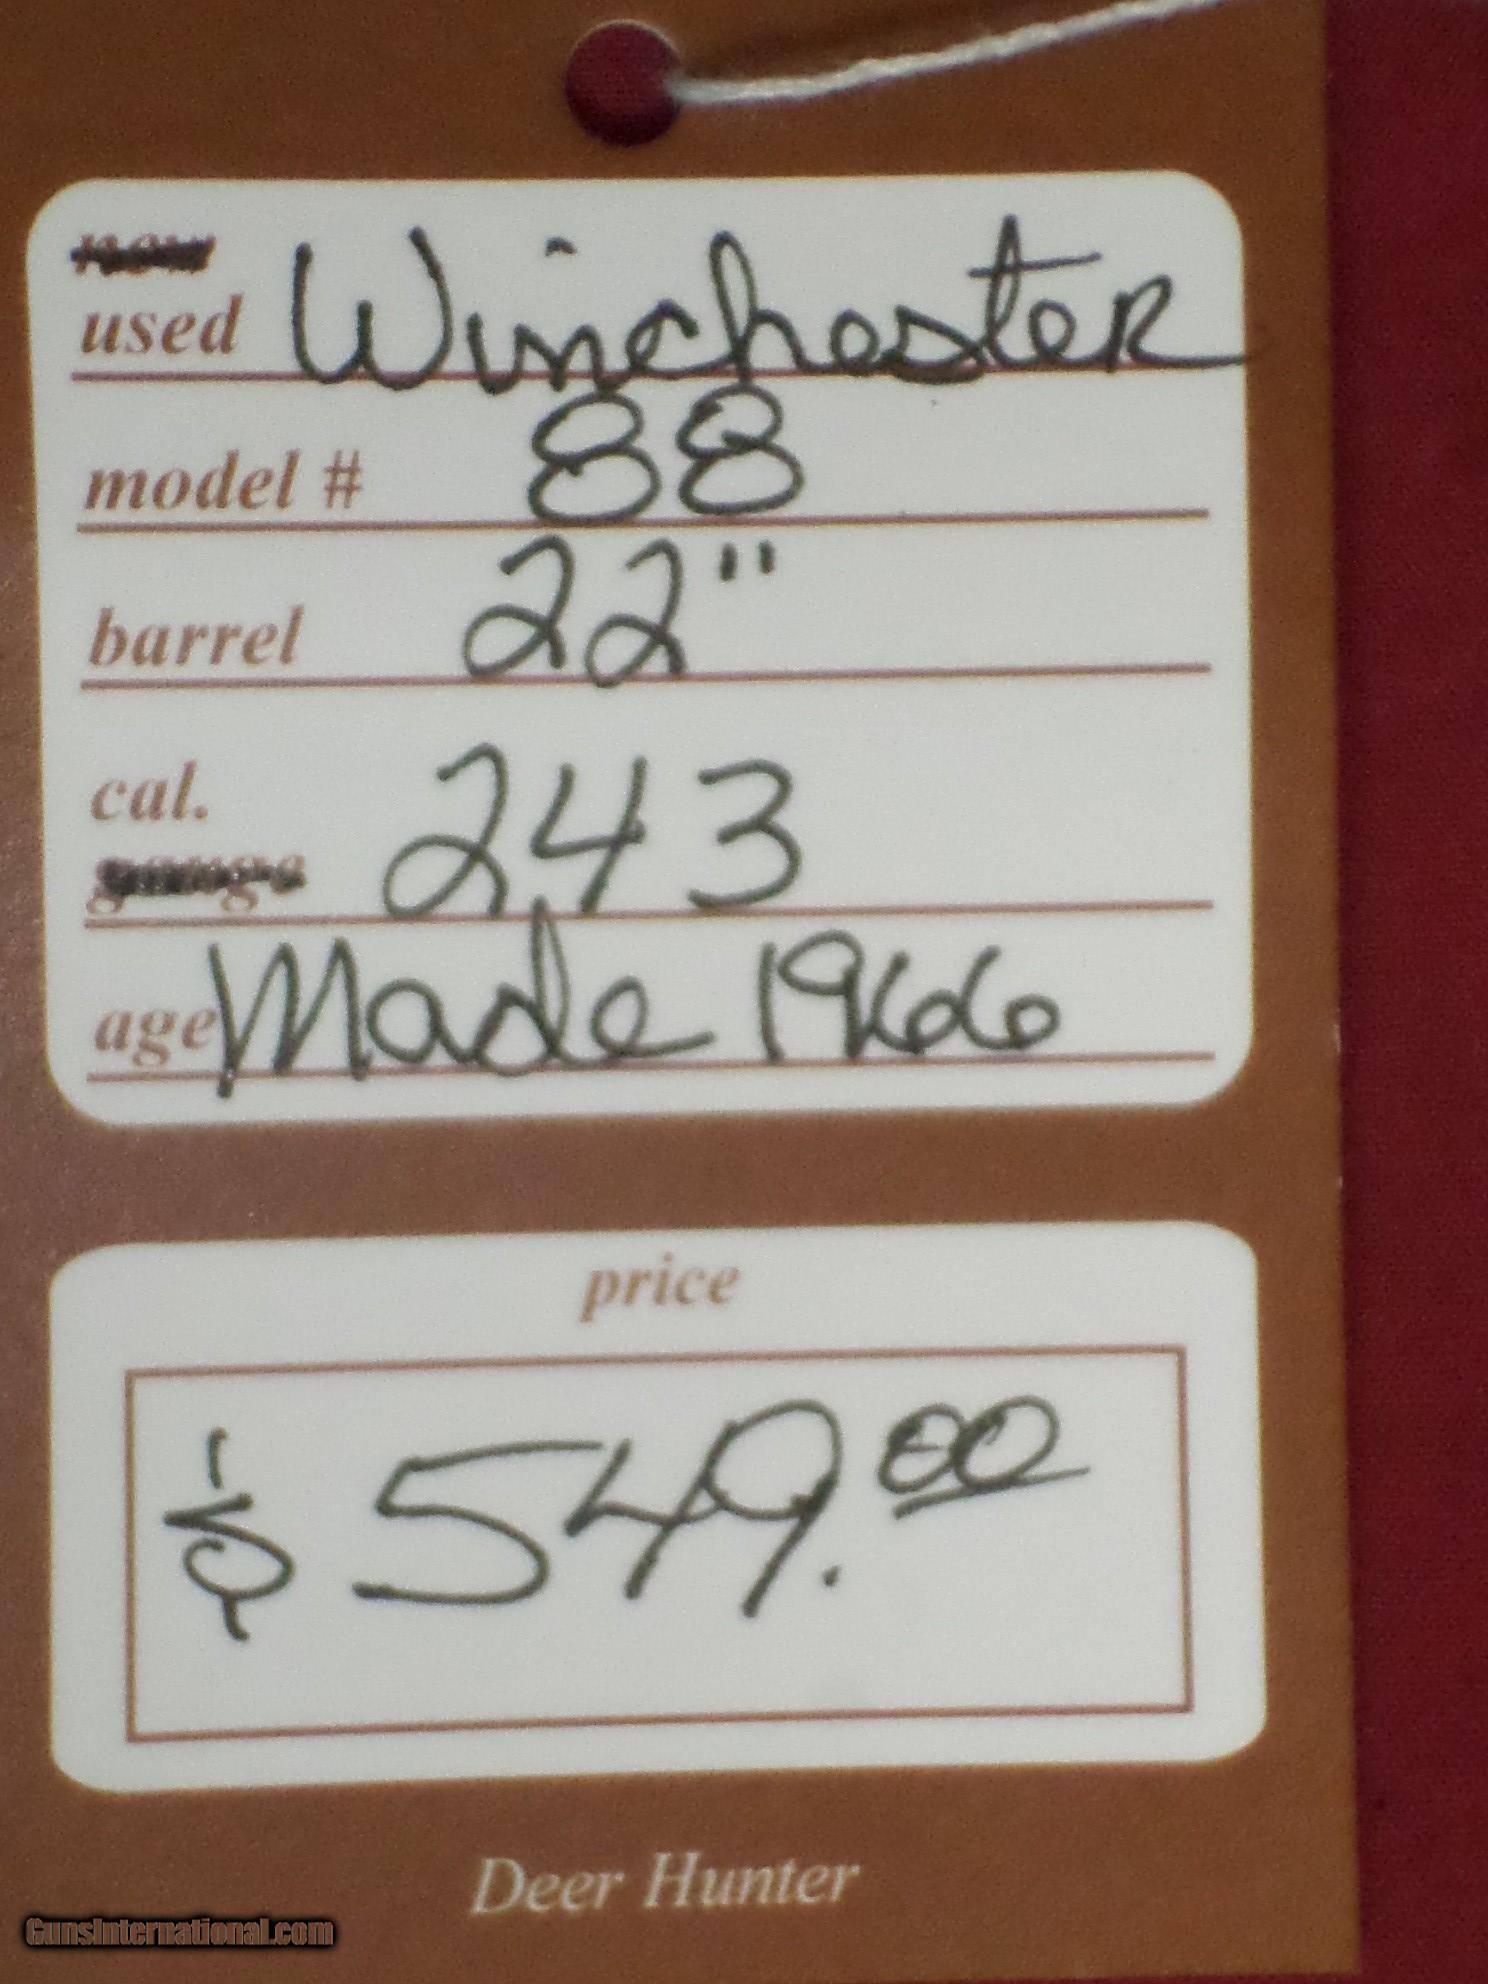 new
used Winchester
model # 88
barrel 22"
cal. 243
gauge
age Made 1966
price
$ 549.00
Deer Hunter
GunsInternational.com